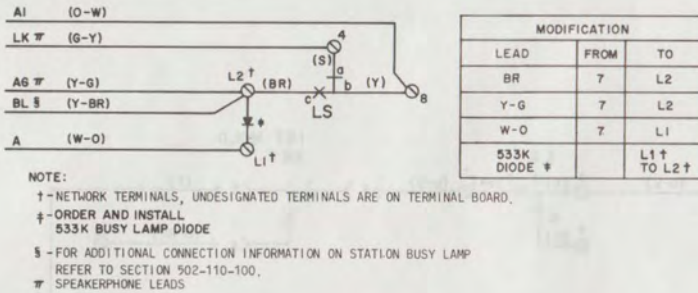 AI (O-W)
LK π (G-Y)
4
(S)
a
AG π (Y-G)
L2 † (BR)
c b (Y)
8
BL § (Y-BR)
LS
‡
A (W-O)
L1 †
MODIFICATION
LEAD FROM TO
BR 7 L2
Y-G 7 L2
W-O 7 L1
533K DIODE ‡ L1 † TO L2 †
NOTE:
† - NETWORK TERMINALS, UNDESIGNATED TERMINALS ARE ON TERMINAL BOARD.
‡ - ORDER AND INSTALL
533K BUSY LAMP DIODE
§ - FOR ADDITIONAL CONNECTION INFORMATION ON STATION BUSY LAMP
REFER TO SECTION 502-110-100.
π SPEAKERPHONE LEADS